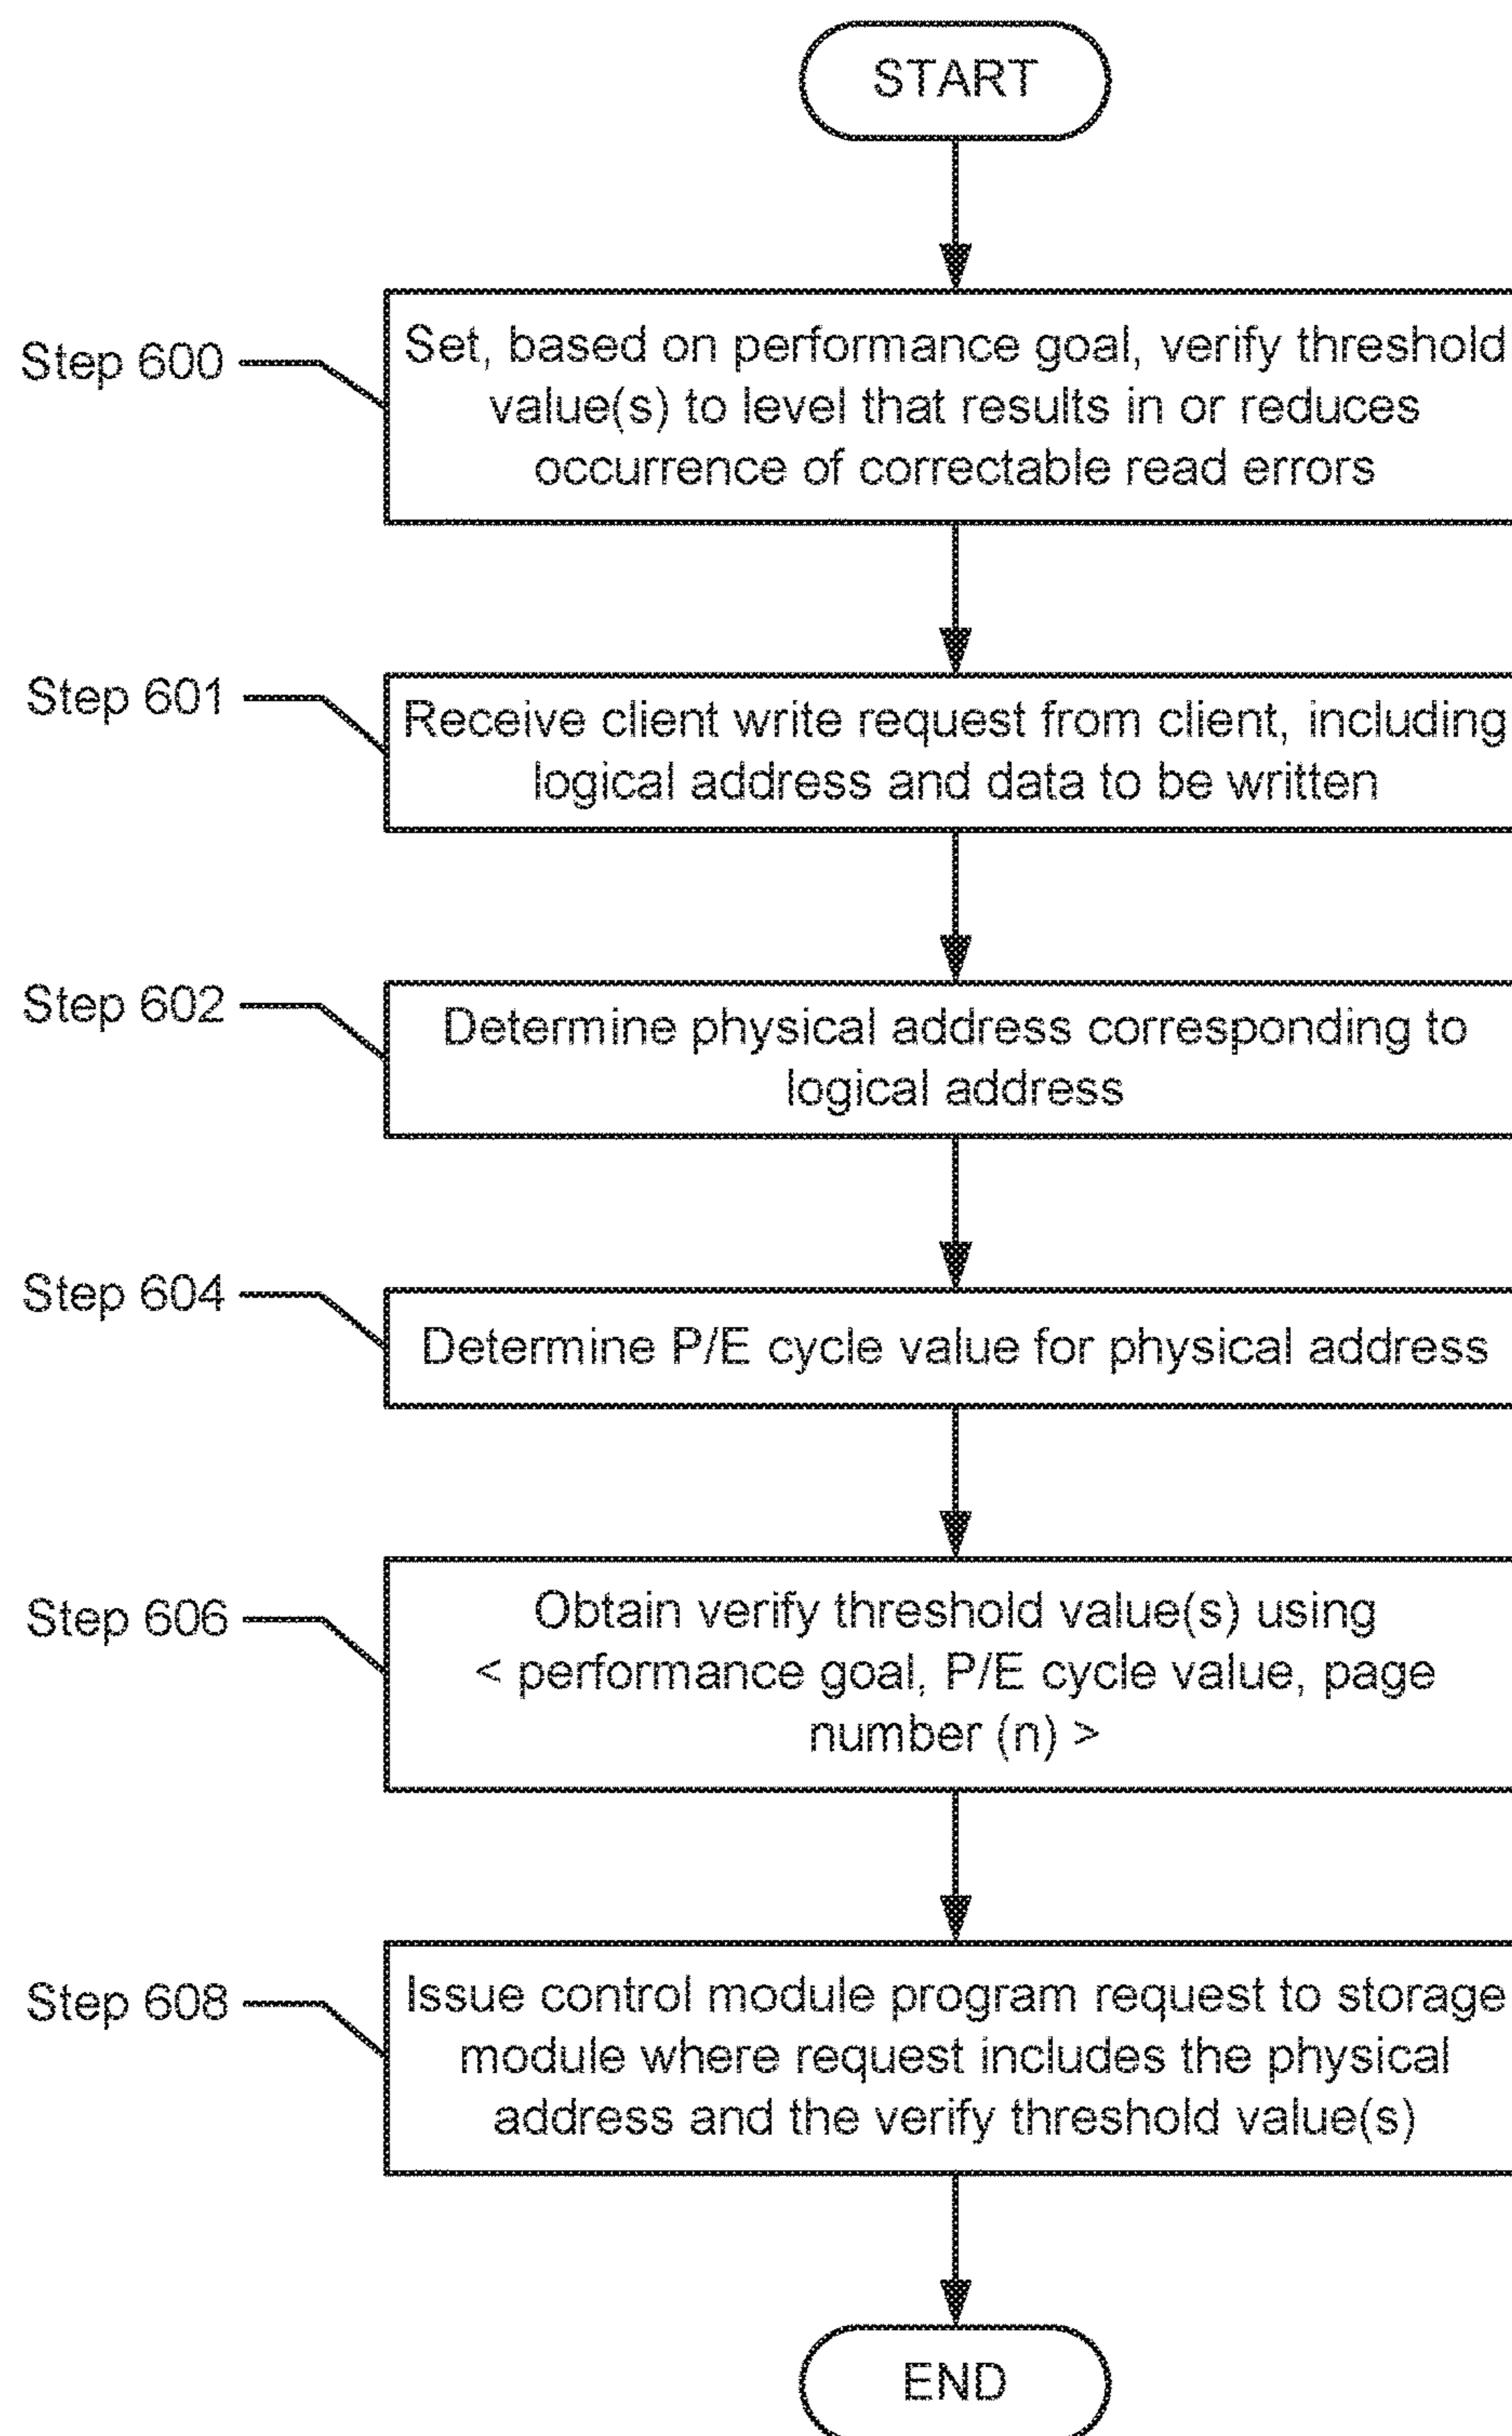 START
Step 600
Set, based on performance goal, verify threshold
value(s) to level that results in or reduces
occurrence of correctable read errors
Step 601
Receive client write request from client, including
logical address and data to be written
Step 602
Determine physical address corresponding to
logical address
Step 604
Determine P/E cycle value for physical address
Step 606
Obtain verify threshold value(s) using
< performance goal, P/E cycle value, page
number (n) >
Step 608
Issue control module program request to storage
module where request includes the physical
address and the verify threshold value(s)
END